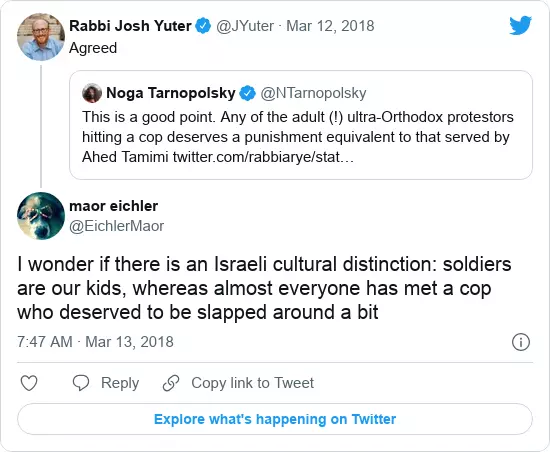 Rabbi Josh Yuter @JYuter · Mar 12, 2018
Agreed
Noga Tarnopolsky @NTarnopolsky
This is a good point. Any of the adult (!) ultra-Orthodox protestors
hitting a cop deserves a punishment equivalent to that served by
Ahed Tamimi twitter.com/rabbiarye/stat…
maor eichler
@EichlerMaor
I wonder if there is an Israeli cultural distinction: soldiers
are our kids, whereas almost everyone has met a cop
who deserved to be slapped around a bit
7:47 AM · Mar 13, 2018
Reply Copy link to Tweet
Explore what's happening on Twitter